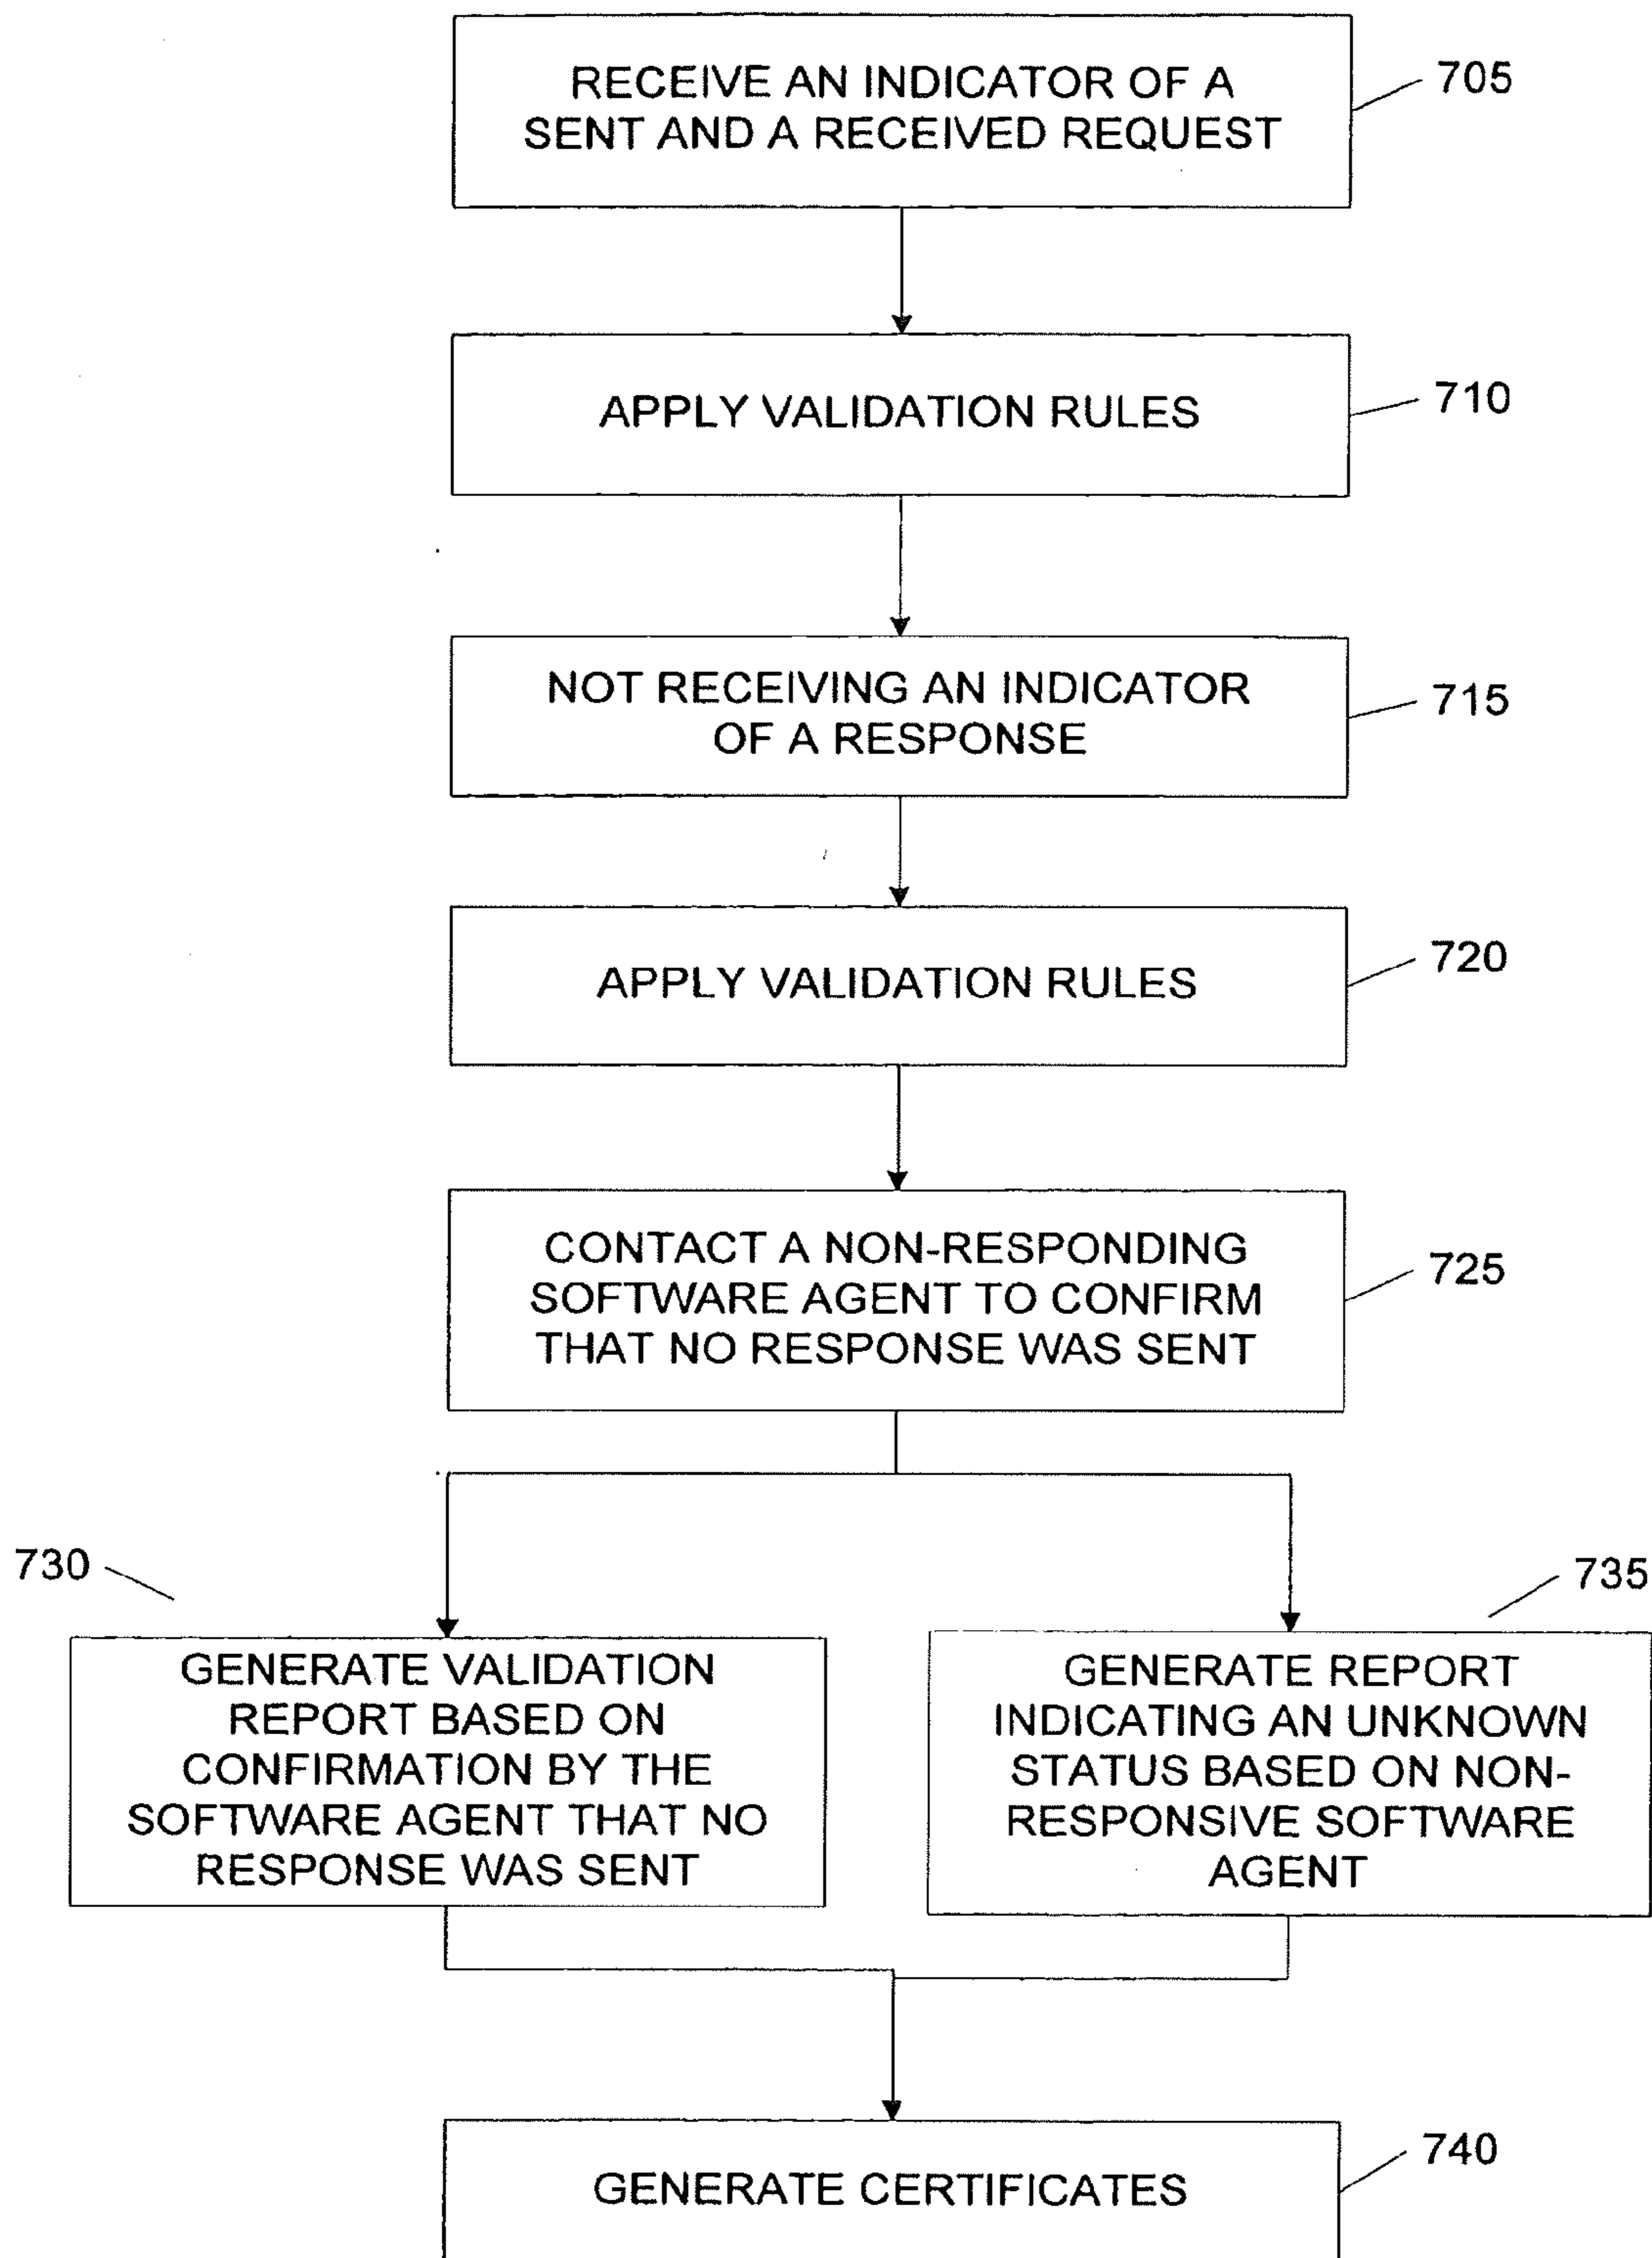 RECEIVE AN INDICATOR OF A
SENT AND A RECEIVED REQUEST
705
APPLY VALIDATION RULES
710
NOT RECEIVING AN INDICATOR
OF A RESPONSE
715
APPLY VALIDATION RULES
720
CONTACT A NON-RESPONDING
SOFTWARE AGENT TO CONFIRM
THAT NO RESPONSE WAS SENT
725
730
GENERATE VALIDATION
REPORT BASED ON
CONFIRMATION BY THE
SOFTWARE AGENT THAT NO
RESPONSE WAS SENT
735
GENERATE REPORT
INDICATING AN UNKNOWN
STATUS BASED ON NON-
RESPONSIVE SOFTWARE
AGENT
GENERATE CERTIFICATES
740